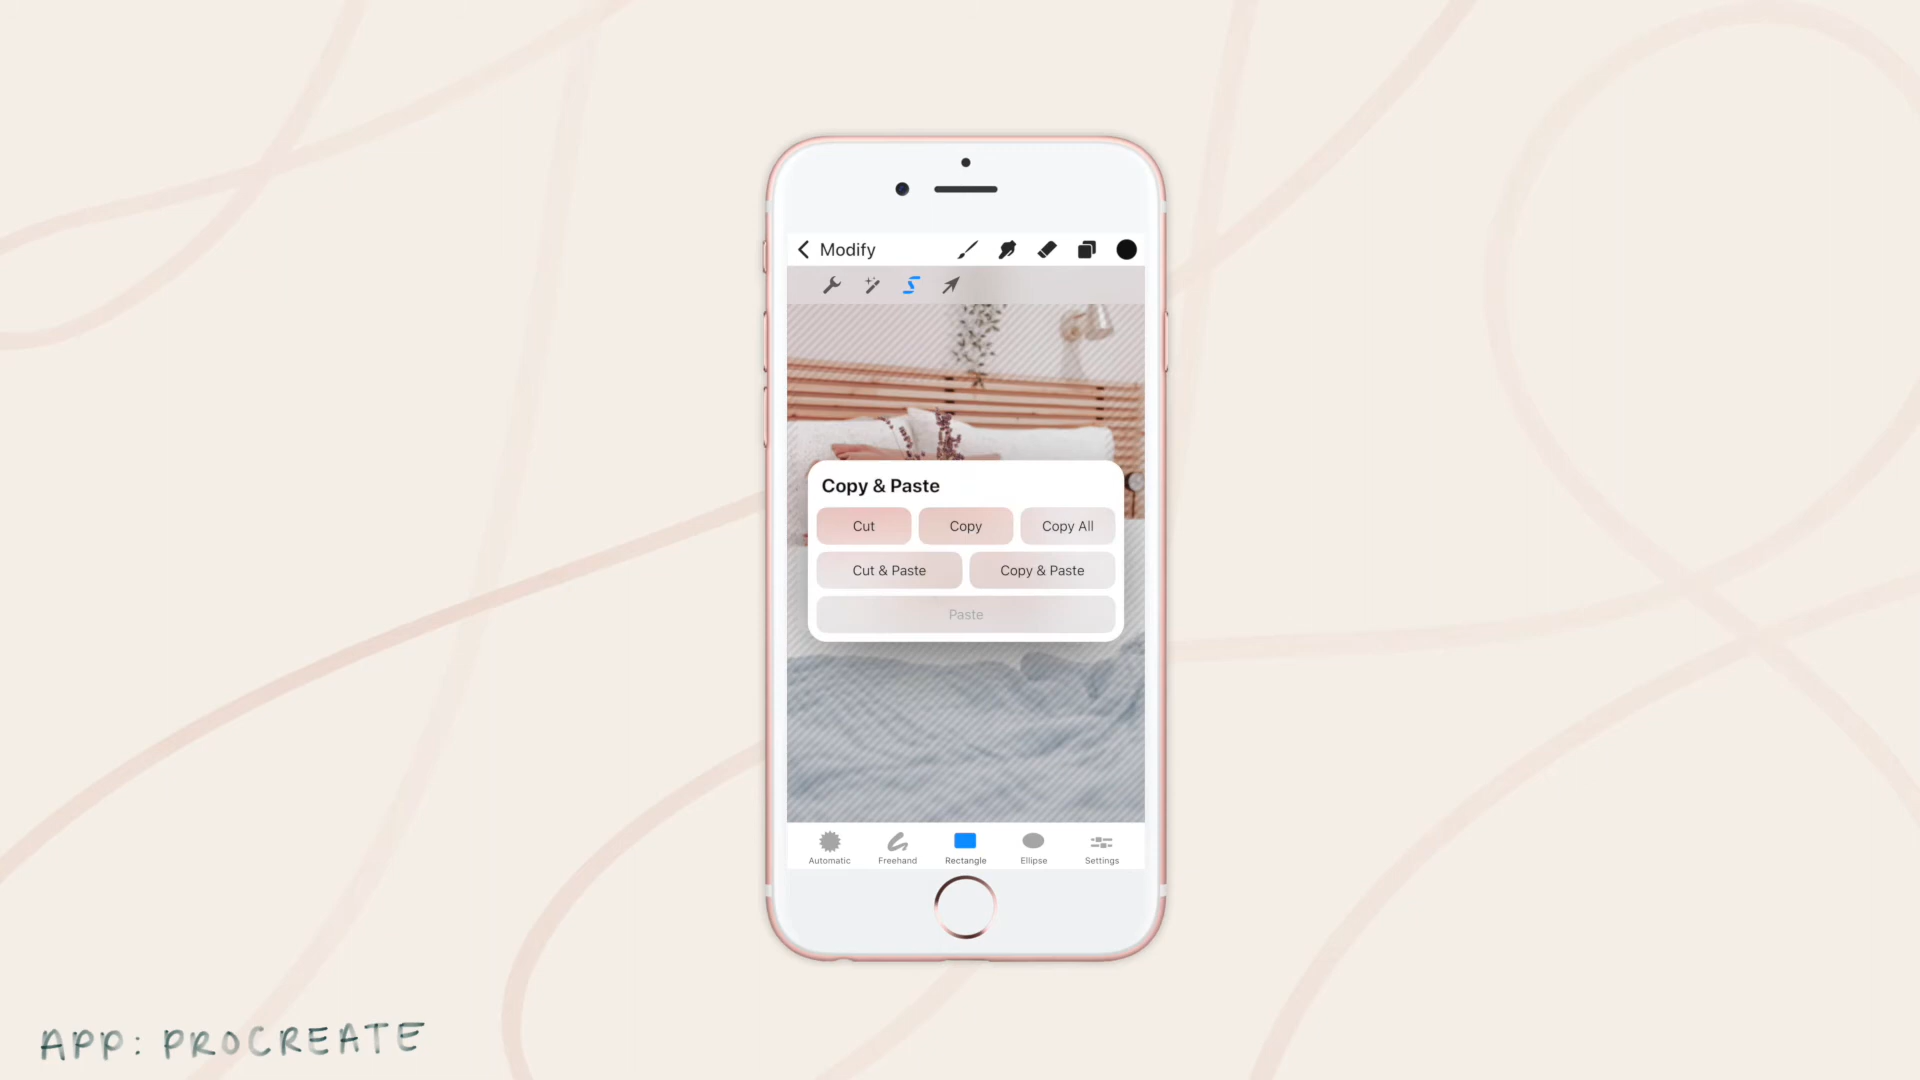 Modify
Copy & Paste
Cut Copy Copy All
Cut & Paste Copy & Paste
Paste
Automatic Freehand Rectangle Ellipse Settings
APP: PROCREATE